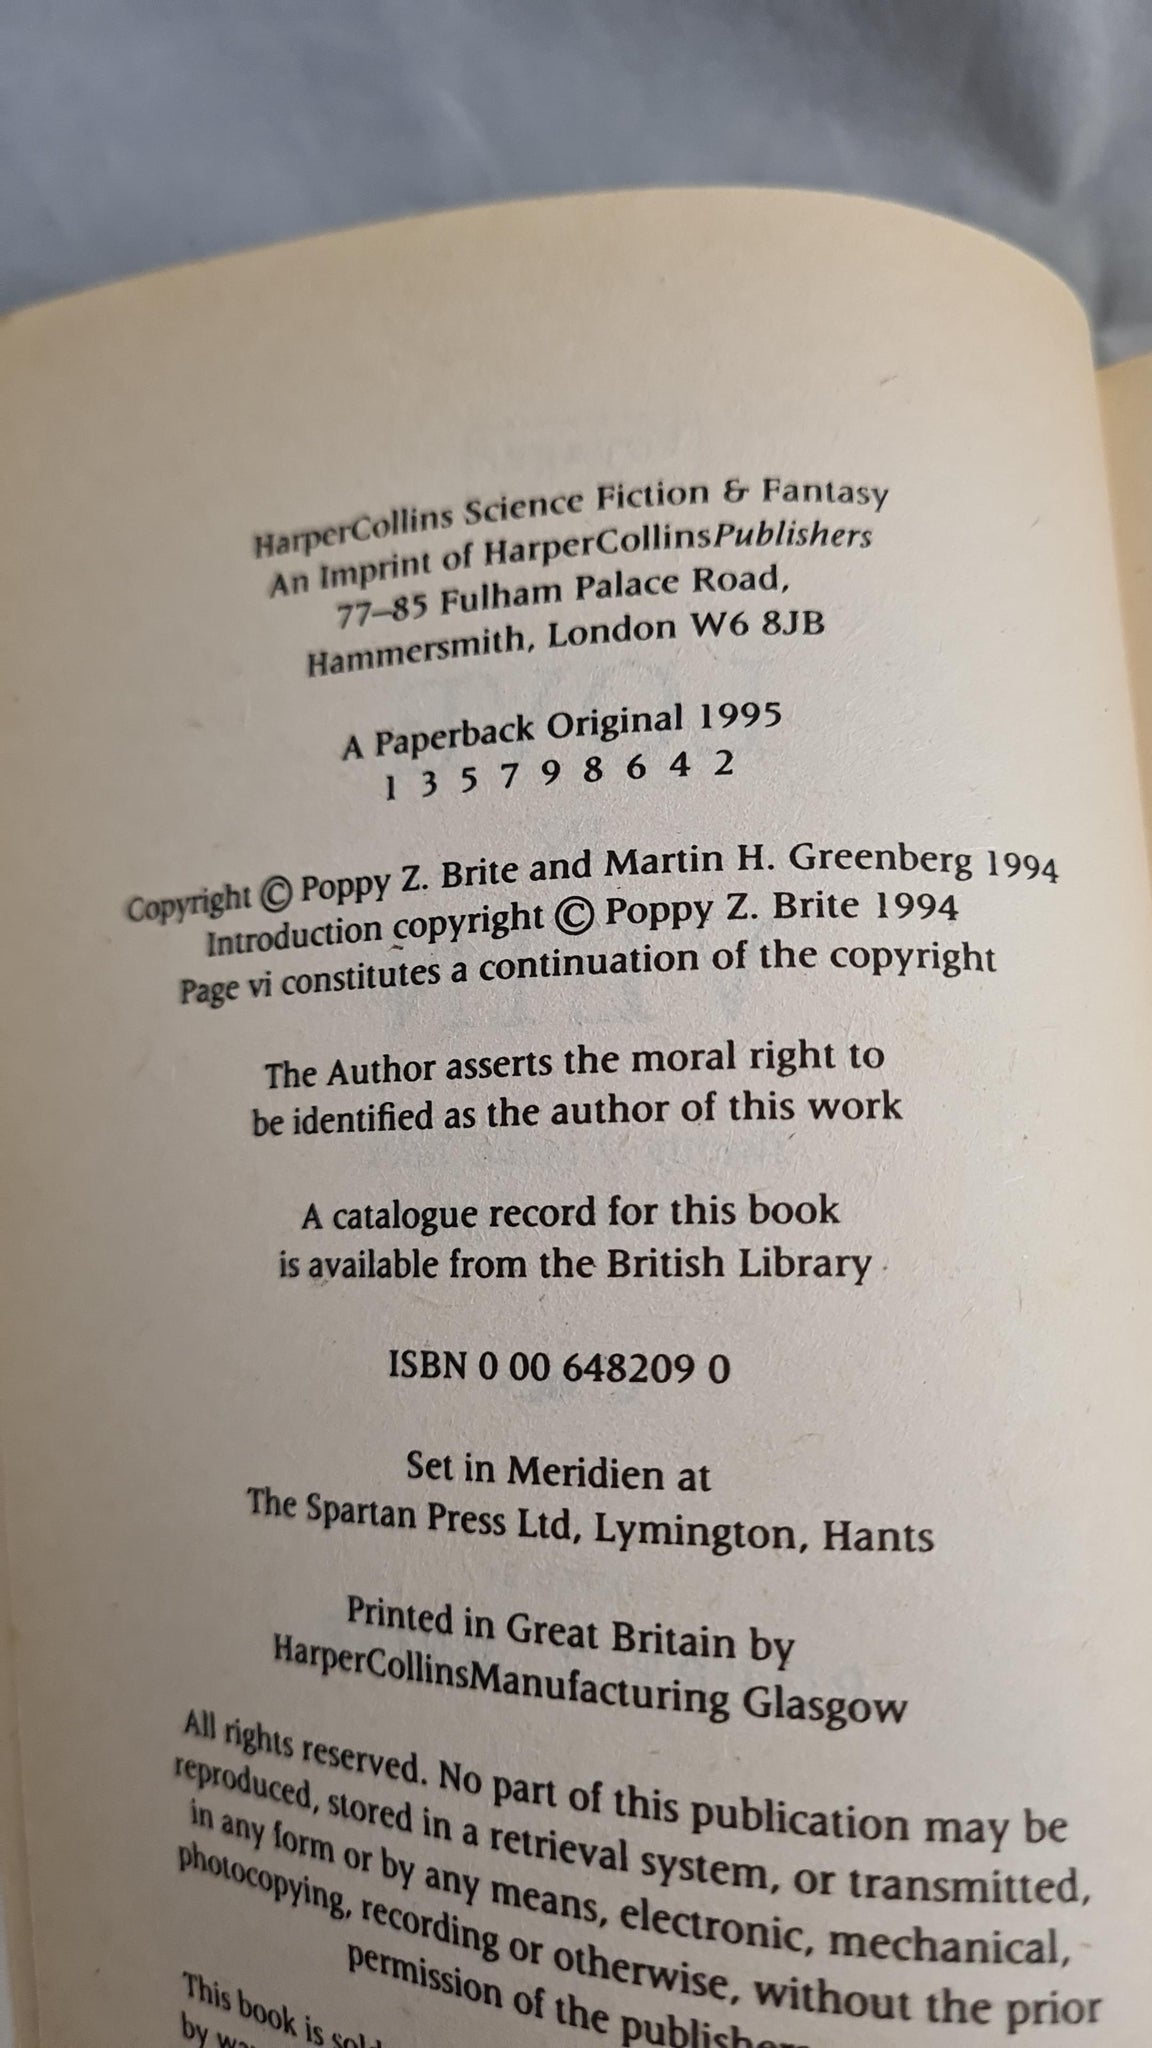 HarperCollins Science Fiction & Fantasy
An Imprint of HarperCollinsPublishers
77–85 Fulham Palace Road,
Hammersmith, London W6 8JB
A Paperback Original 1995
1 3 5 7 9 8 6 4 2
Copyright © Poppy Z. Brite and Martin H. Greenberg 1994
Introduction copyright © Poppy Z. Brite 1994
Page vi constitutes a continuation of the copyright
The Author asserts the moral right to
be identified as the author of this work
A catalogue record for this book
is available from the British Library
ISBN 0 00 648209 0
Set in Meridien at
The Spartan Press Ltd, Lymington, Hants
Printed in Great Britain by
HarperCollinsManufacturing Glasgow
All rights reserved. No part of this publication may be
reproduced, stored in a retrieval system, or transmitted,
in any form or by any means, electronic, mechanical,
photocopying, recording or otherwise, without the prior
permission of the
This book is
by